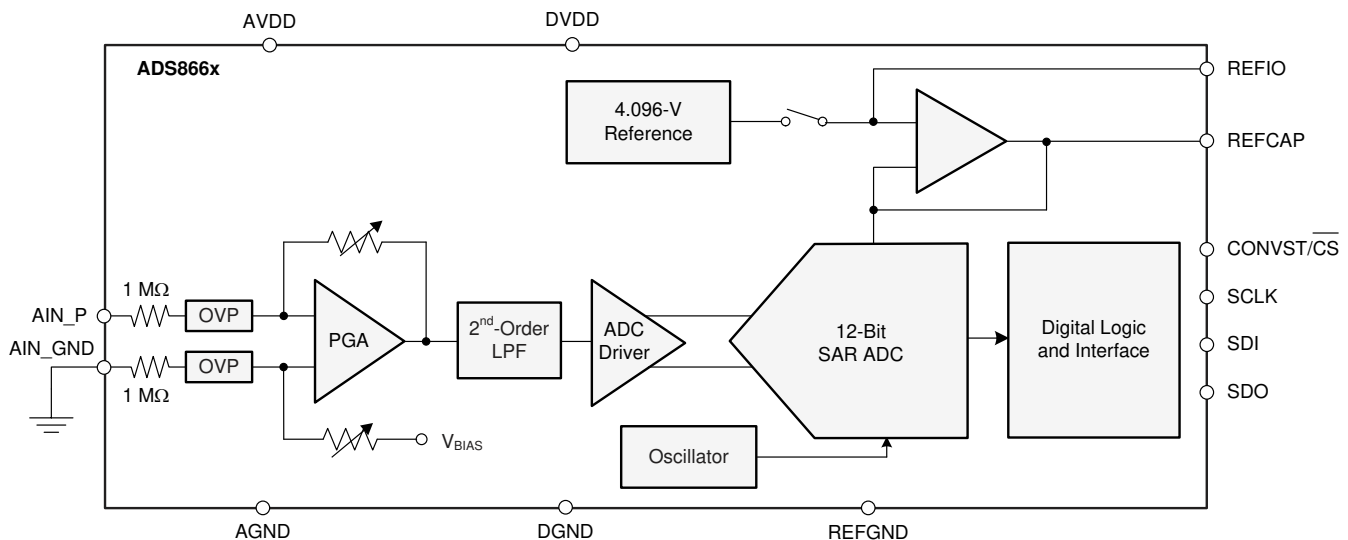 AVDD
DVDD
ADS866x
REFIO
4.096-V
Reference
REFCAP
CONVST/C̅S̅
1 MΩ
AIN_P
OVP
SCLK
AIN_GND
PGA
2nd-Order
LPF
ADC
Driver
12-Bit
SAR ADC
Digital Logic
and Interface
SDI
OVP
1 MΩ
SDO
VBIAS
Oscillator
AGND
DGND
REFGND